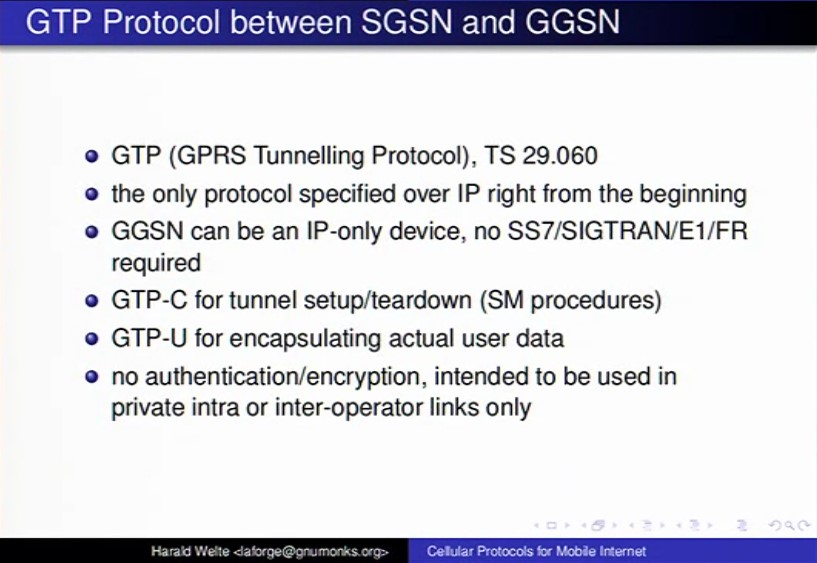 GTP Protocol between SGSN and GGSN
GTP (GPRS Tunnelling Protocol), TS 29.060
the only protocol specified over IP right from the beginning
GGSN can be an IP-only device, no SS7/SIGTRAN/E1/FR
required
GTP-C for tunnel setup/teardown (SM procedures)
GTP-U for encapsulating actual user data
no authentication/encryption, intended to be used in
private intra or inter-operator links only
Harald Welte <laforge@gnumonks.org>
Cellular Protocols for Mobile Internet